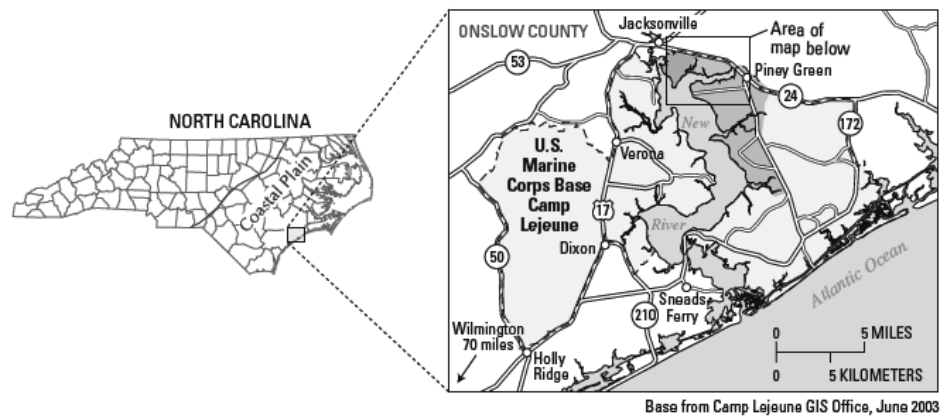 NORTH CAROLINA
Coastal Plain
ONSLOW COUNTY
Jacksonville
Area of
map below
53
Piney Green
24
New
172
U.S.
Marine
Corps Base
Camp
Lejeune
Verona
17
River
Dixon
50
Atlantic Ocean
Sneads
Ferry
210
Wilmington
70 miles
Holly
Ridge
0 5 MILES
0 5 KILOMETERS
Base from Camp Lejeune GIS Office, June 2003